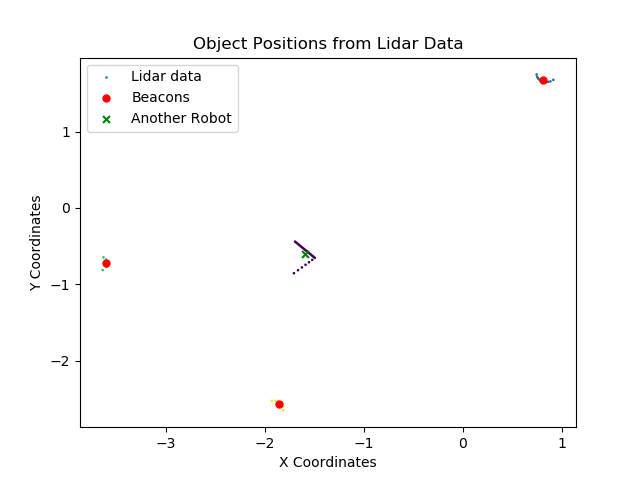 Object Positions from Lidar Data
Lidar data
Beacons
Another Robot
1
0
−1
−2
Y Coordinates
−3
−2
−1
0
1
X Coordinates